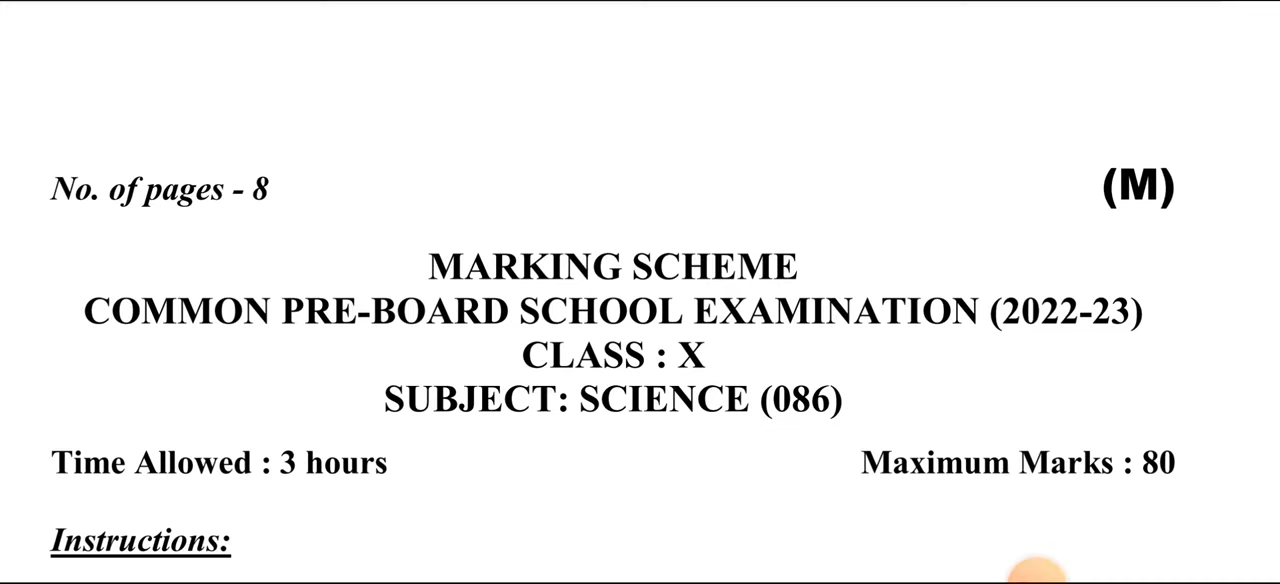 No. of pages - 8 (M)
MARKING SCHEME
COMMON PRE-BOARD SCHOOL EXAMINATION (2022-23)
CLASS : X
SUBJECT: SCIENCE (086)
Time Allowed : 3 hours Maximum Marks : 80
Instructions: